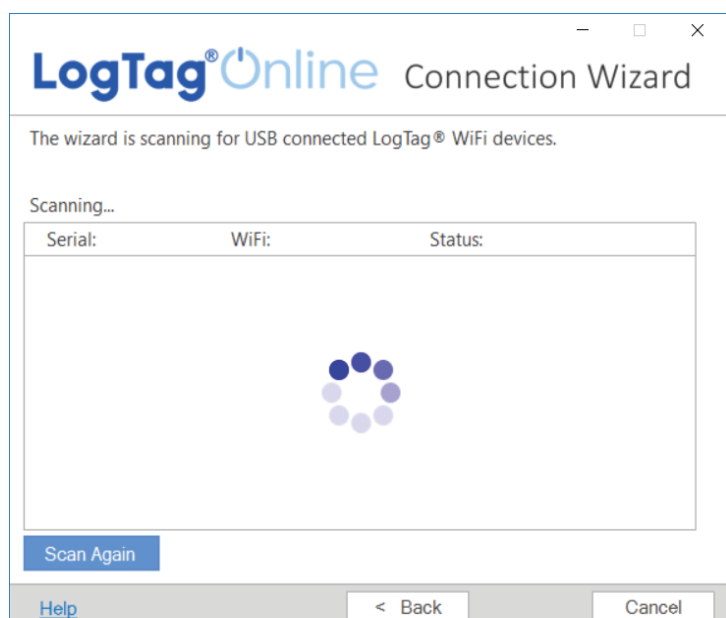 LogTag® Online Connection Wizard
The wizard is scanning for USB connected LogTag® WiFi devices.
Scanning...
Serial: WiFi: Status:
Scan Again
Help < Back Cancel